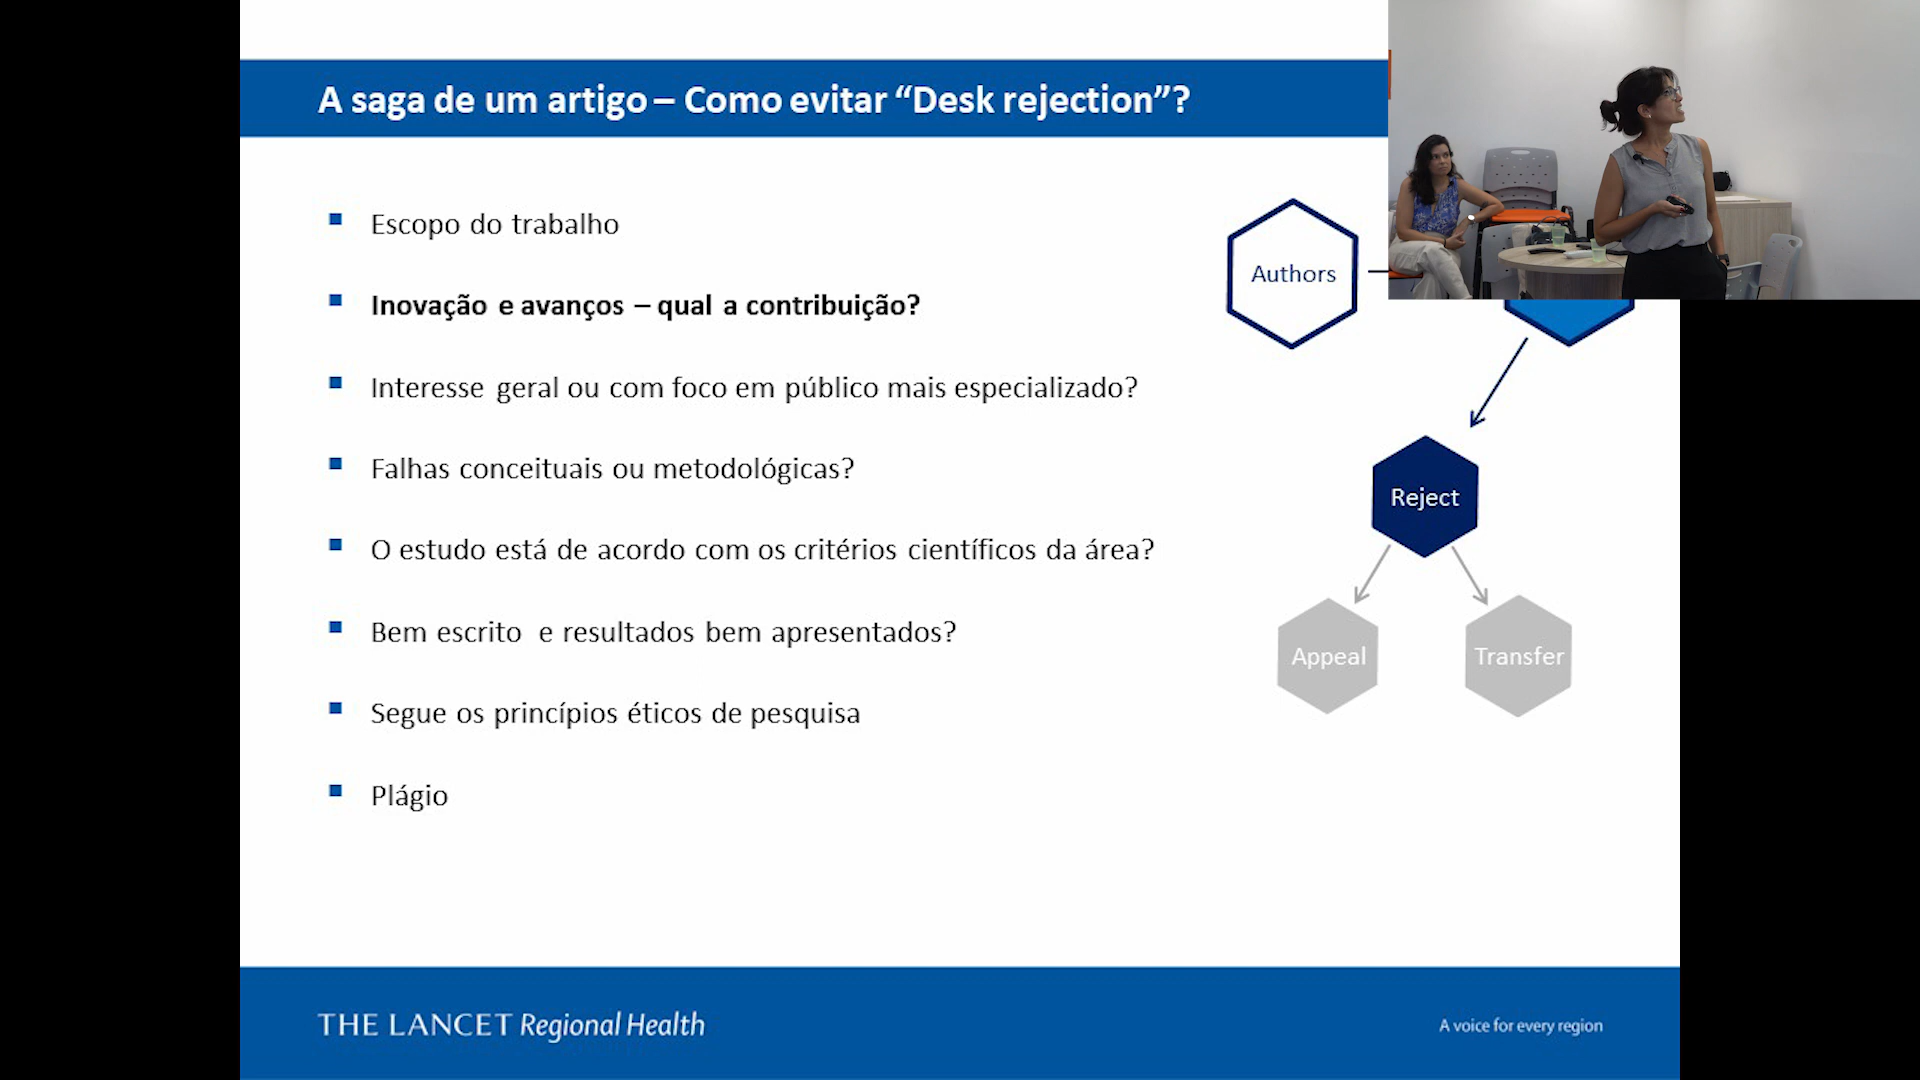 A saga de um artigo – Como evitar “Desk rejection”?
Escopo do trabalho
Inovação e avanços – qual a contribuição?
Interesse geral ou com foco em público mais especializado?
Falhas conceituais ou metodológicas?
O estudo está de acordo com os critérios científicos da área?
Bem escrito e resultados bem apresentados?
Segue os princípios éticos de pesquisa
Plágio
Authors
Reject
Appeal
Transfer
THE LANCET Regional Health
A voice for every region